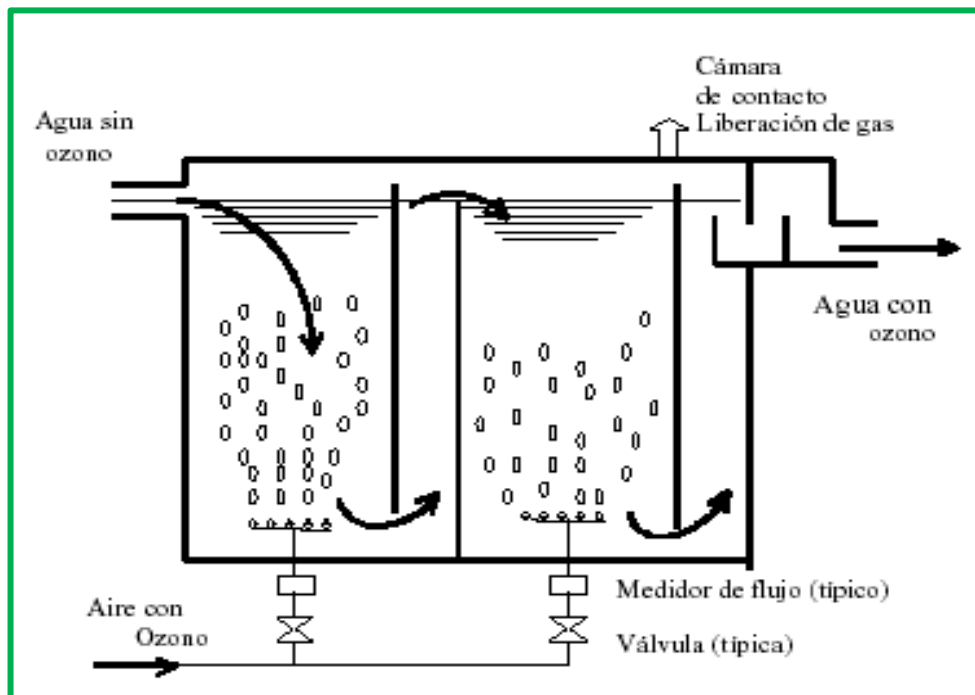 Cámara
de contacto
Liberación de gas
Agua sin
ozono
Agua con
ozono
Medidor de flujo (típico)
Aire con
Ozono
Válvula (típica)